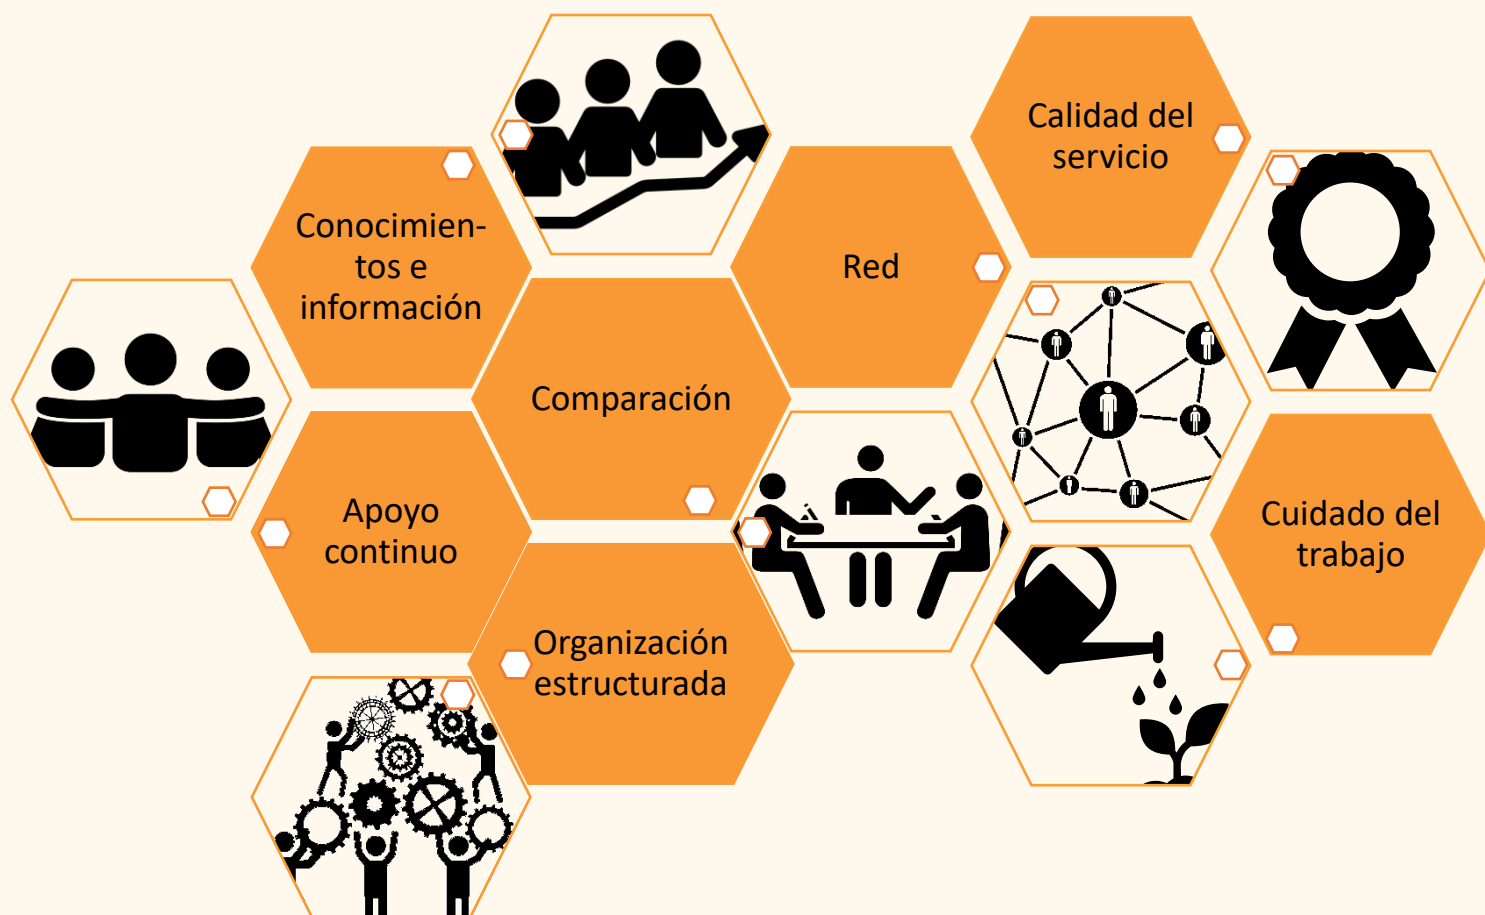 Calidad del
servicio
Conocimien-
tos e
información
Red
Comparación
Apoyo
continuo
Cuidado del
trabajo
Organización
estructurada